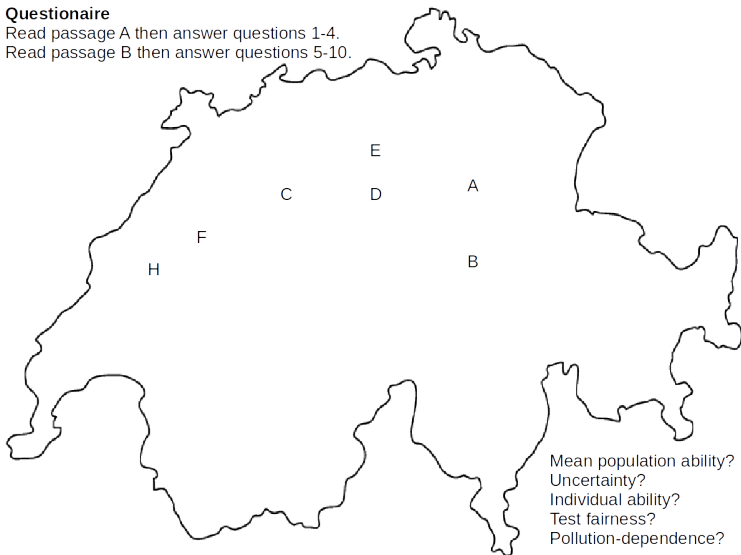 Questionaire
Read passage A then answer questions 1-4.
Read passage B then answer questions 5-10.
E
C
D
A
F
H
B
Mean population ability?
Uncertainty?
Individual ability?
Test fairness?
Pollution-dependence?